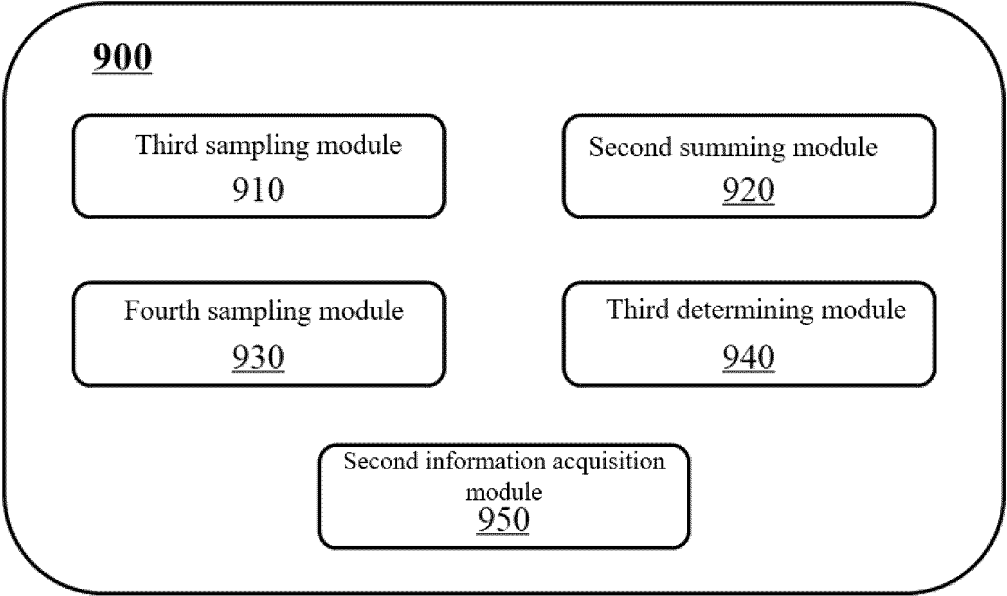 900
Third sampling module
910
Second summing module
920
Fourth sampling module
930
Third determining module
940
Second information acquisition
module
950